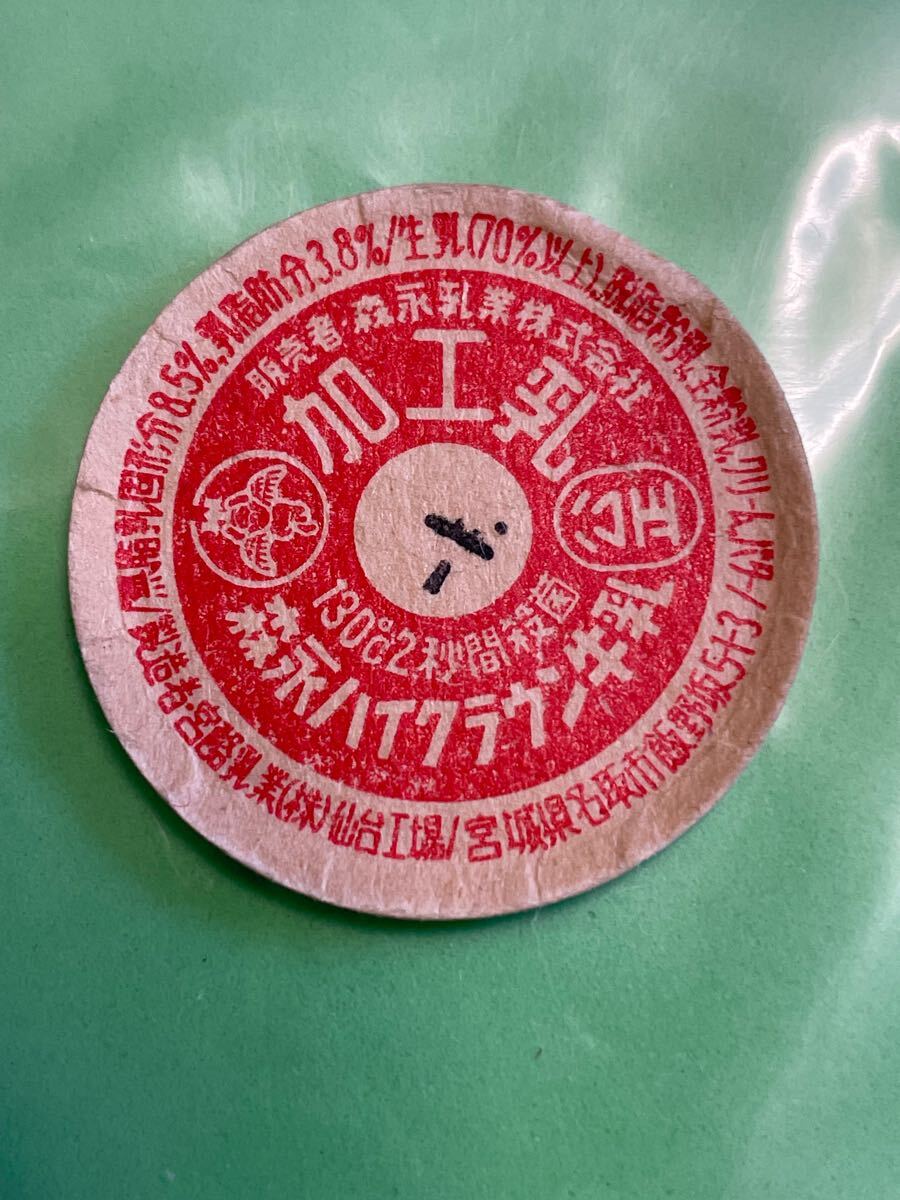 無脂乳固形分8.5%、乳脂肪分3.8%/生乳(70%以上)、脱脂粉乳、全粉乳、クリーム、バター/
製造者・宮酪乳業(株)仙台工場/宮城県名取市飯野坂5-1-3
販売者・森永乳業株式会社
加工乳
公正
130℃2秒間殺菌
森永ハイクラウン牛乳